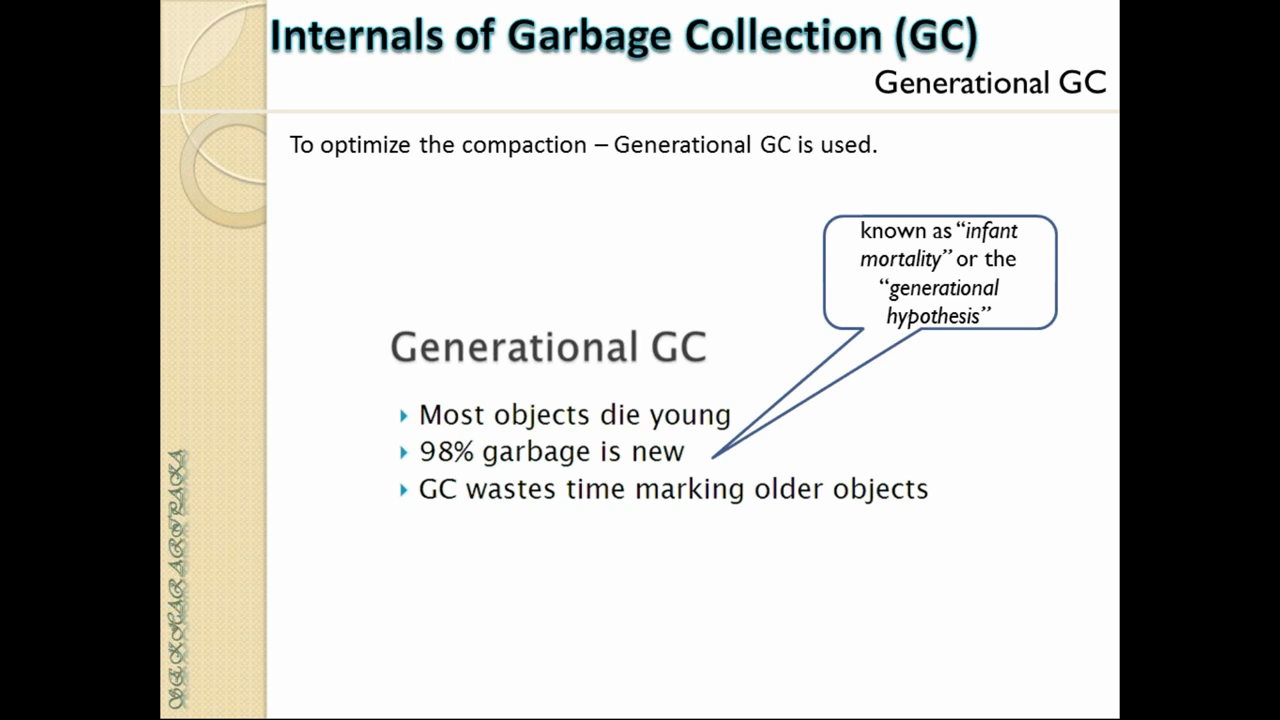 Internals of Garbage Collection (GC)
Generational GC
To optimize the compaction – Generational GC is used.
known as “infant
mortality” or the
“generational
hypothesis”
Generational GC
Most objects die young
98% garbage is new
GC wastes time marking older objects